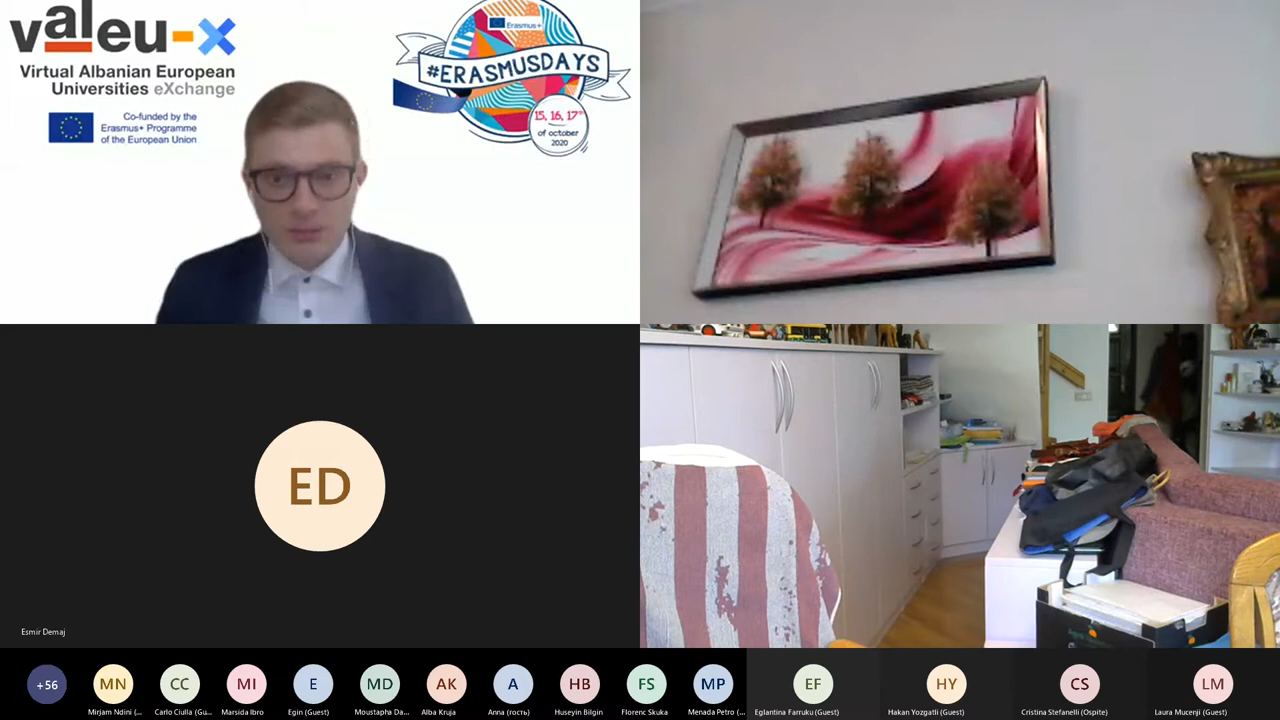 valeu-x
Virtual Albanian European
Universities eXchange
Co-funded by the
Erasmus+ Programme
of the European Union
Erasmus+
#ERASMUSDAYS
15, 16, 17th
of october
2020
ED
Esmir Demaj
+56
MN
CC
MI
E
MD
AK
A
HB
FS
MP
EF
HY
CS
LM
Mirjam Ndini (...
Carlo Ciulla (Gu...
Marsida Ibro
Egin (Guest)
Moustapha Da...
Alba Kruja
Anna (гость)
Huseyin Bilgin
Florenc Skuka
Menada Petro (...
Eglantina Farruku (Guest)
Hakan Yozgatli (Guest)
Cristina Stefanelli (Ospite)
Laura Mucenji (Guest)